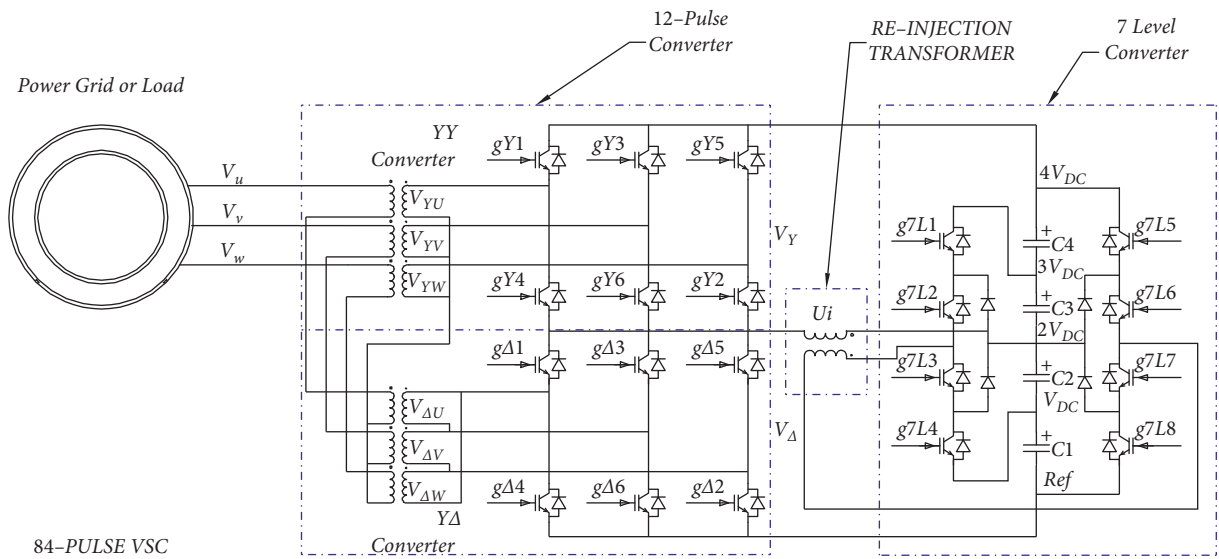 12–Pulse
Converter
RE–INJECTION
TRANSFORMER
7 Level
Converter
Power Grid or Load
YY
Converter
gY1
gY3
gY5
4V_DC
V_u
V_YU
g7L1
g7L5
V_v
V_YV
V_Y
+
C4
V_w
V_YW
3V_DC
gY4
gY6
gY2
g7L2
+
C3
g7L6
Ui
2V_DC
gΔ1
gΔ3
gΔ5
g7L3
+
C2
g7L7
V_ΔU
V_DC
V_ΔV
V_Δ
g7L4
+
C1
g7L8
V_ΔW
gΔ4
gΔ6
gΔ2
Ref
YΔ
Converter
84–PULSE VSC